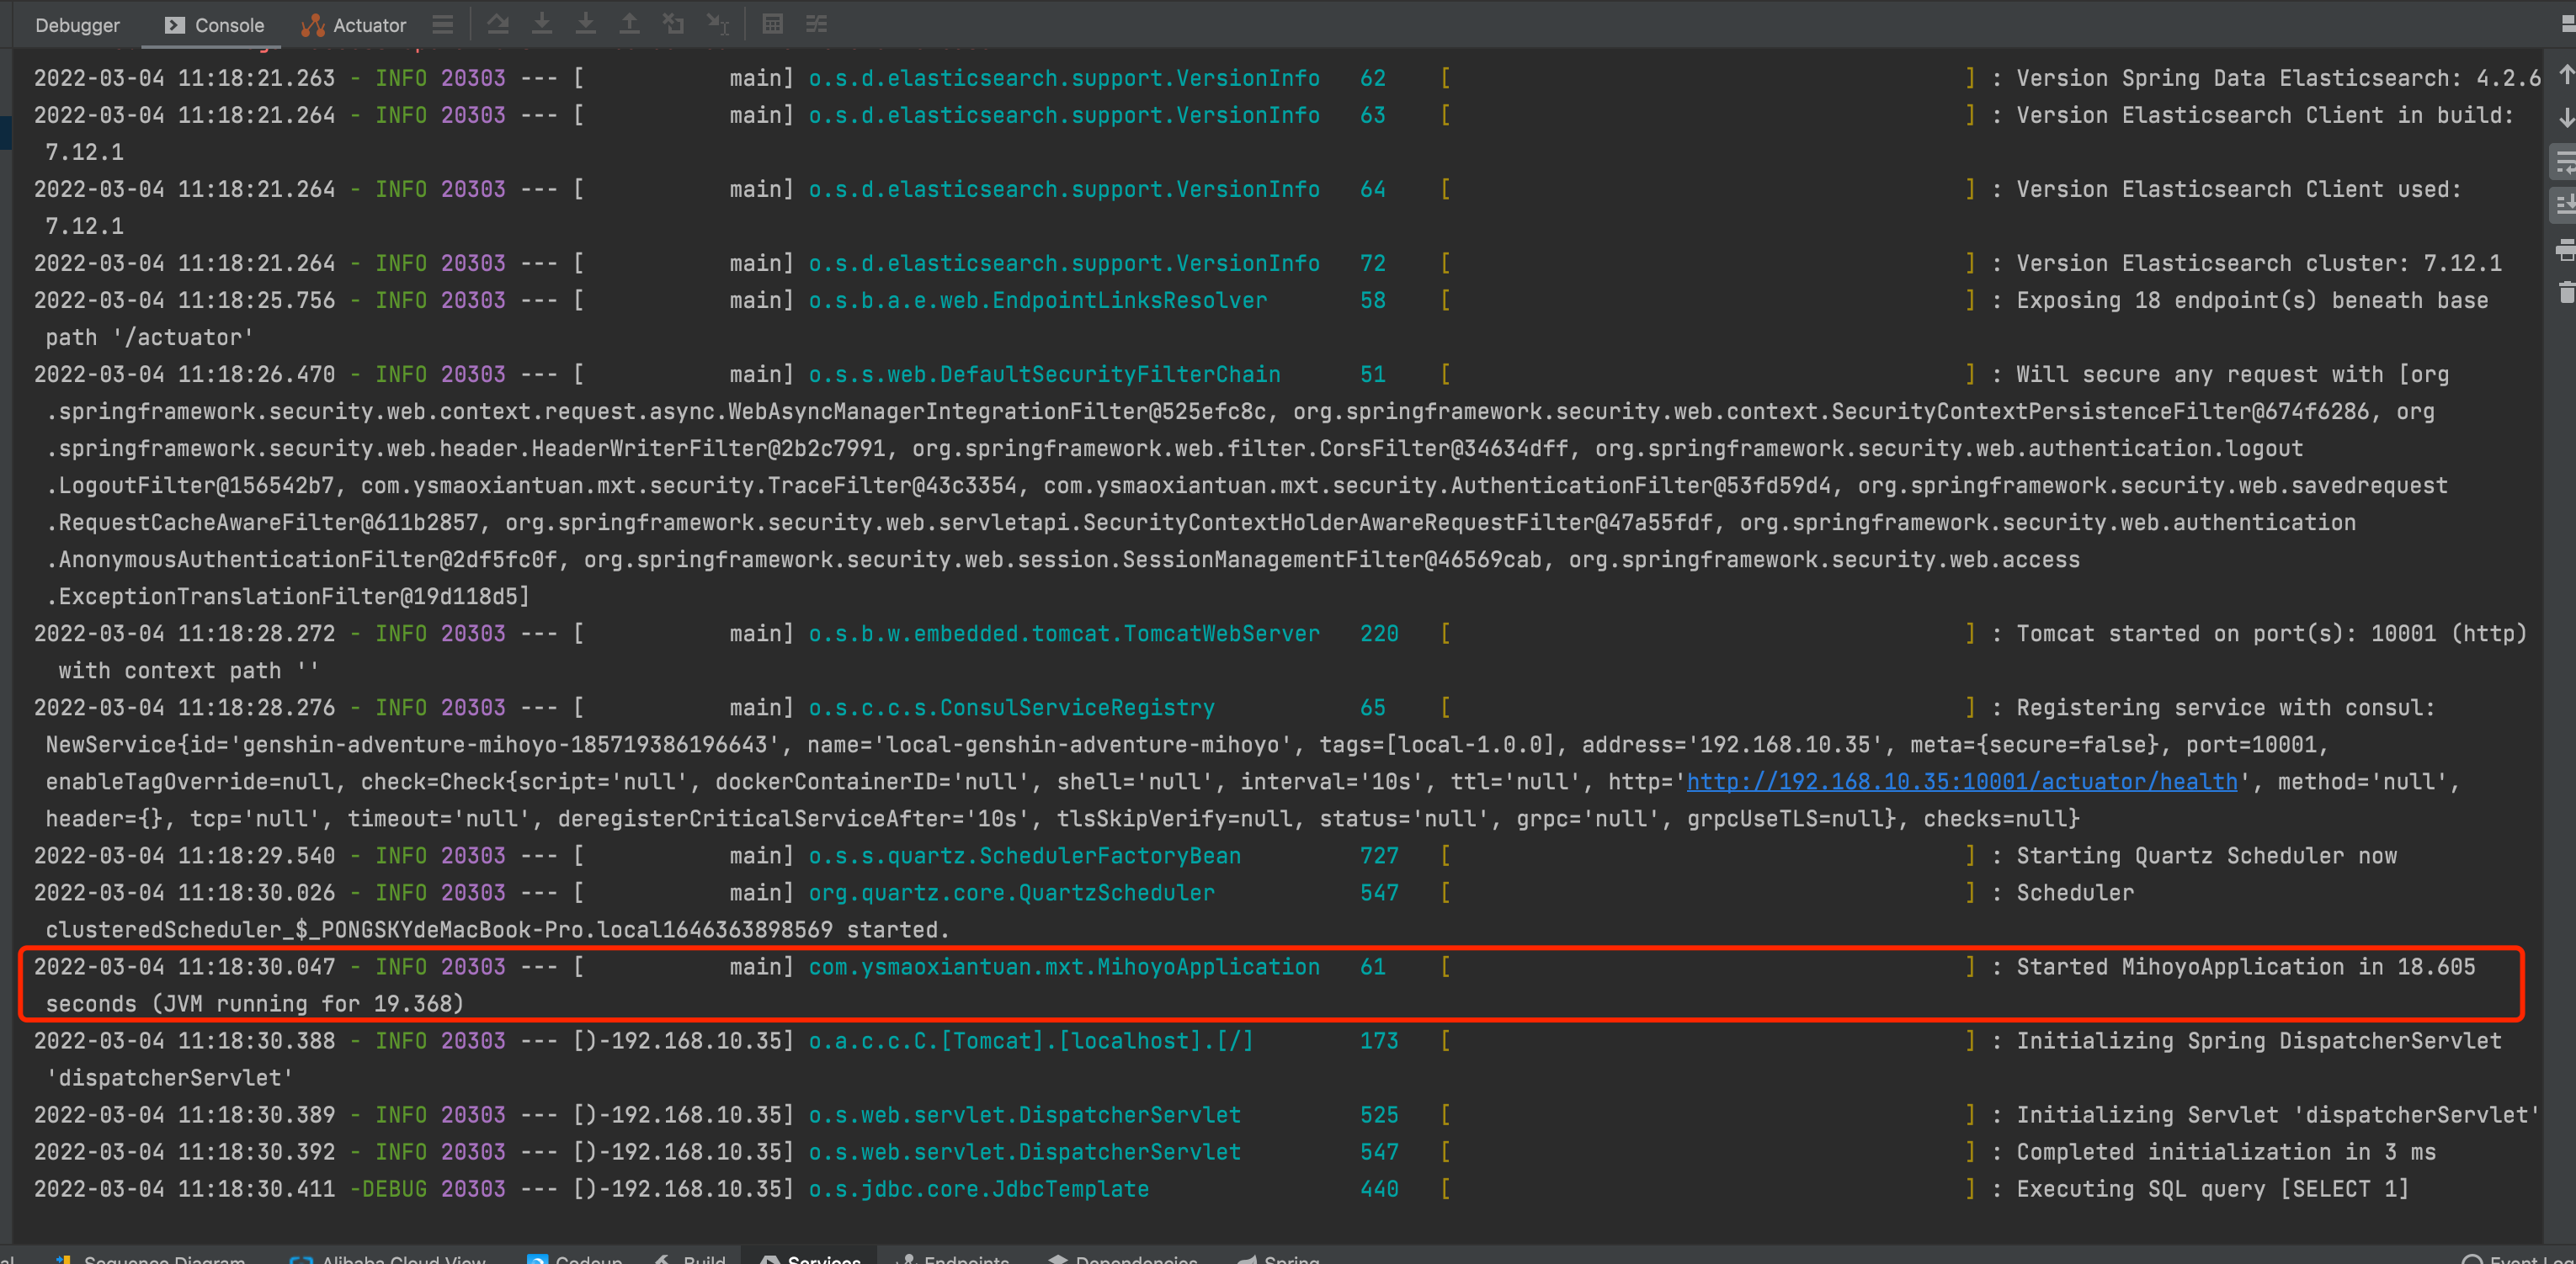 Debugger Console Actuator
2022-03-04 11:18:21.263 - INFO 20303 --- [ main] o.s.d.elasticsearch.support.VersionInfo 62 [ ] : Version Spring Data Elasticsearch: 4.2.6
2022-03-04 11:18:21.264 - INFO 20303 --- [ main] o.s.d.elasticsearch.support.VersionInfo 63 [ ] : Version Elasticsearch Client in build:
7.12.1
2022-03-04 11:18:21.264 - INFO 20303 --- [ main] o.s.d.elasticsearch.support.VersionInfo 64 [ ] : Version Elasticsearch Client used:
7.12.1
2022-03-04 11:18:21.264 - INFO 20303 --- [ main] o.s.d.elasticsearch.support.VersionInfo 72 [ ] : Version Elasticsearch cluster: 7.12.1
2022-03-04 11:18:25.756 - INFO 20303 --- [ main] o.s.b.a.e.web.EndpointLinksResolver 58 [ ] : Exposing 18 endpoint(s) beneath base
path '/actuator'
2022-03-04 11:18:26.470 - INFO 20303 --- [ main] o.s.s.web.DefaultSecurityFilterChain 51 [ ] : Will secure any request with [org
.springframework.security.web.context.request.async.WebAsyncManagerIntegrationFilter@525efc8c, org.springframework.security.web.context.SecurityContextPersistenceFilter@674f6286, org
.springframework.security.web.header.HeaderWriterFilter@2b2c7991, org.springframework.web.filter.CorsFilter@34634dff, org.springframework.security.web.authentication.logout
.LogoutFilter@156542b7, com.ysmaoxiantuan.mxt.security.TraceFilter@43c3354, com.ysmaoxiantuan.mxt.security.AuthenticationFilter@53fd59d4, org.springframework.security.web.savedrequest
.RequestCacheAwareFilter@611b2857, org.springframework.security.web.servletapi.SecurityContextHolderAwareRequestFilter@47a55fdf, org.springframework.security.web.authentication
.AnonymousAuthenticationFilter@2df5fc0f, org.springframework.security.web.session.SessionManagementFilter@46569cab, org.springframework.security.web.access
.ExceptionTranslationFilter@19d118d5]
2022-03-04 11:18:28.272 - INFO 20303 --- [ main] o.s.b.w.embedded.tomcat.TomcatWebServer 220 [ ] : Tomcat started on port(s): 10001 (http)
with context path ''
2022-03-04 11:18:28.276 - INFO 20303 --- [ main] o.s.c.c.s.ConsulServiceRegistry 65 [ ] : Registering service with consul:
NewService{id='genshin-adventure-mihoyo-185719386196643', name='local-genshin-adventure-mihoyo', tags=[local-1.0.0], address='192.168.10.35', meta={secure=false}, port=10001,
enableTagOverride=null, check=Check{script='null', dockerContainerID='null', shell='null', interval='10s', ttl='null', http='http://192.168.10.35:10001/actuator/health', method='null',
header={}, tcp='null', timeout='null', deregisterCriticalServiceAfter='10s', tlsSkipVerify=null, status='null', grpc='null', grpcUseTLS=null}, checks=null}
2022-03-04 11:18:29.540 - INFO 20303 --- [ main] o.s.s.quartz.SchedulerFactoryBean 727 [ ] : Starting Quartz Scheduler now
2022-03-04 11:18:30.026 - INFO 20303 --- [ main] org.quartz.core.QuartzScheduler 547 [ ] : Scheduler
clusteredScheduler_$_PONGSKYdeMacBook-Pro.local1646363898569 started.
2022-03-04 11:18:30.047 - INFO 20303 --- [ main] com.ysmaoxiantuan.mxt.MihoyoApplication 61 [ ] : Started MihoyoApplication in 18.605
seconds (JVM running for 19.368)
2022-03-04 11:18:30.388 - INFO 20303 --- [)-192.168.10.35] o.a.c.c.C.[Tomcat].[localhost].[/] 173 [ ] : Initializing Spring DispatcherServlet
'dispatcherServlet'
2022-03-04 11:18:30.389 - INFO 20303 --- [)-192.168.10.35] o.s.web.servlet.DispatcherServlet 525 [ ] : Initializing Servlet 'dispatcherServlet'
2022-03-04 11:18:30.392 - INFO 20303 --- [)-192.168.10.35] o.s.web.servlet.DispatcherServlet 547 [ ] : Completed initialization in 3 ms
2022-03-04 11:18:30.411 -DEBUG 20303 --- [)-192.168.10.35] o.s.jdbc.core.JdbcTemplate 440 [ ] : Executing SQL query [SELECT 1]
Sequence Diagram Alibaba Cloud View Codeup Build Services Endpoints Dependencies Spring Event Log